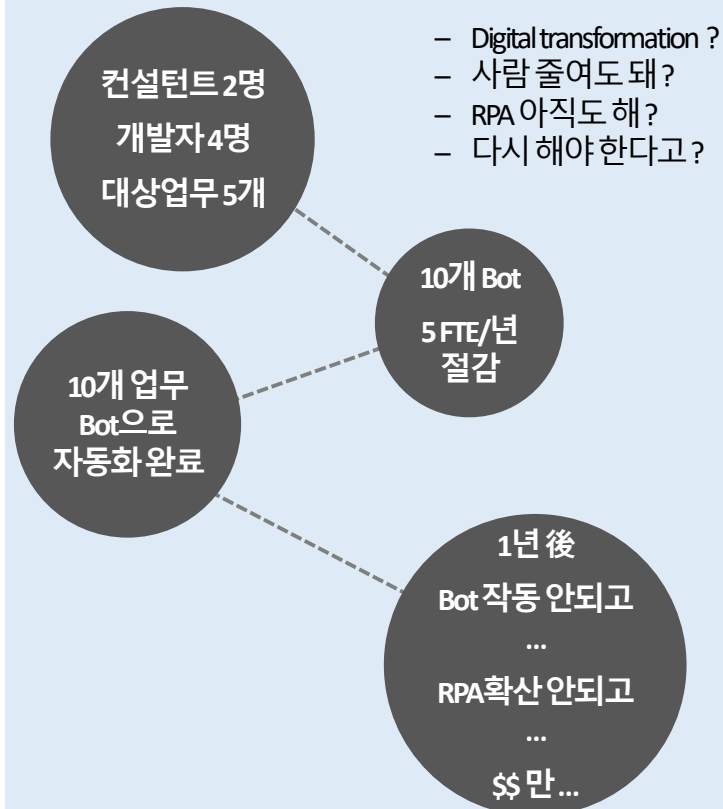 컨설턴트 2명
개발자 4명
대상업무 5개
– Digital transformation ?
– 사람 줄여도 돼 ?
– RPA 아직도 해 ?
– 다시 해야 한다고 ?
10개 Bot
5 FTE/년
절감
10개 업무
Bot으로
자동화 완료
1년 後
Bot 작동 안되고
...
RPA확산 안되고
...
$$ 만 ...